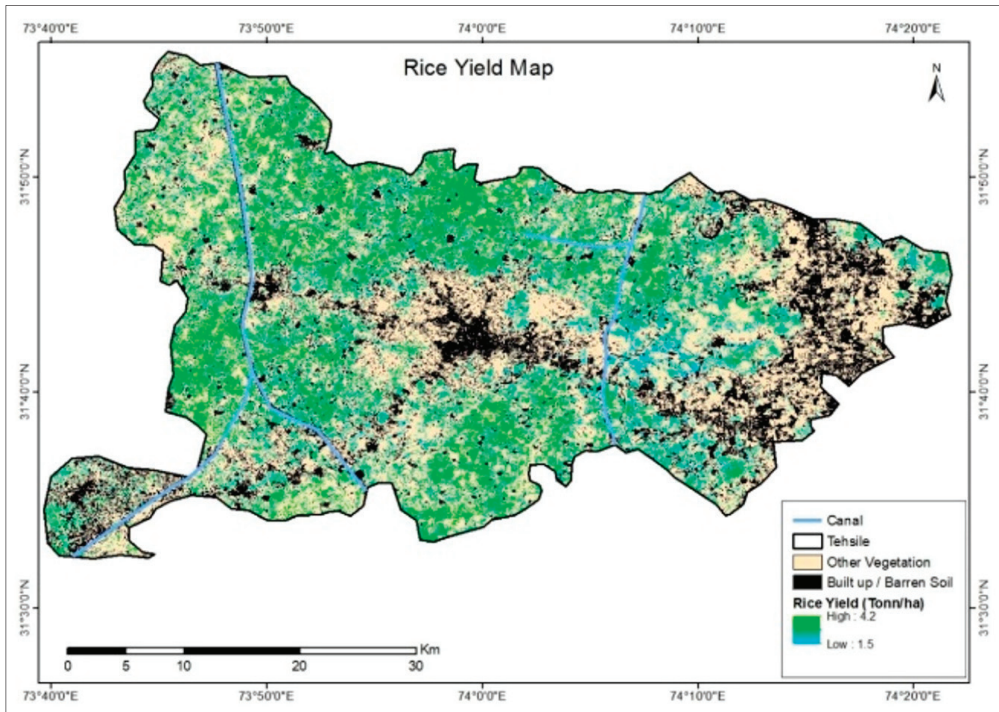 73°40'0"E 73°50'0"E 74°0'0"E 74°10'0"E 74°20'0"E
Rice Yield Map
N
31°50'0"N 31°50'0"N
31°40'0"N 31°40'0"N
31°30'0"N 31°30'0"N
Canal
Tehsile
Other Vegetation
Built up / Barren Soil
Rice Yield (Tonn/ha)
High : 4.2
Low : 1.5
Km
0 5 10 20 30
73°40'0"E 73°50'0"E 74°0'0"E 74°10'0"E 74°20'0"E